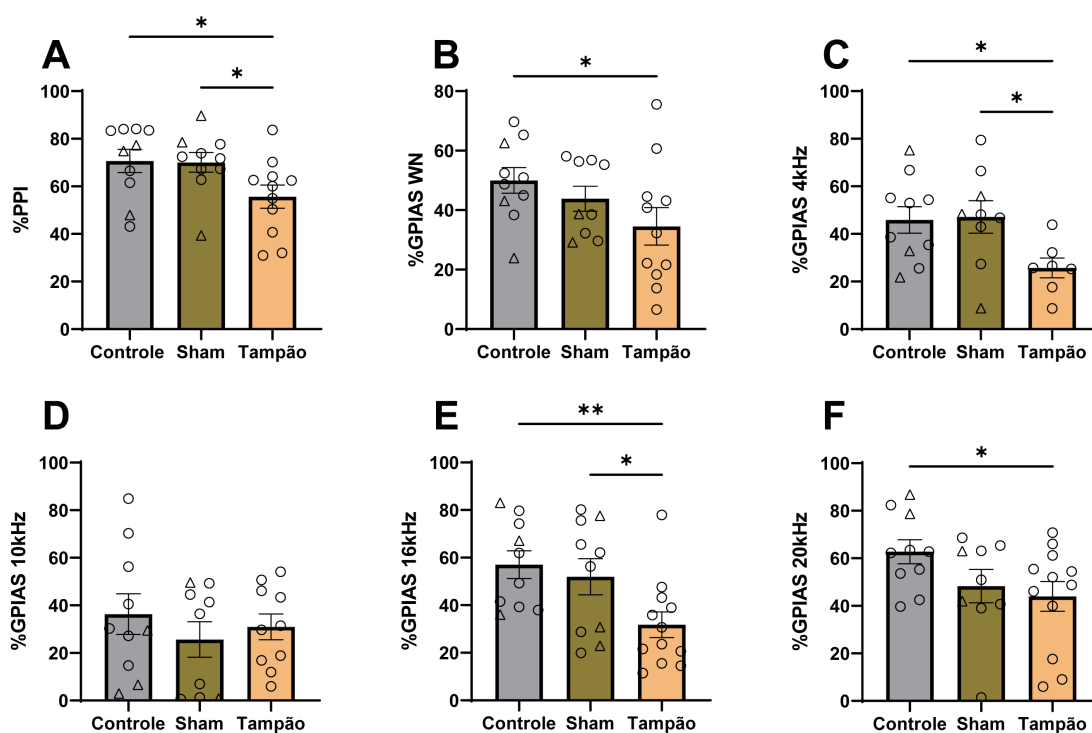 A
*
*
%PPI
100
80
60
40
20
0
Controle Sham Tampão
B
*
%GPIAS WN
80
60
40
20
0
Controle Sham Tampão
C
*
*
%GPIAS 4kHz
100
80
60
40
20
0
Controle Sham Tampão
D
%GPIAS 10kHz
100
80
60
40
20
0
Controle Sham Tampão
E
**
*
%GPIAS 16kHz
100
80
60
40
20
0
Controle Sham Tampão
F
*
%GPIAS 20kHz
100
80
60
40
20
0
Controle Sham Tampão